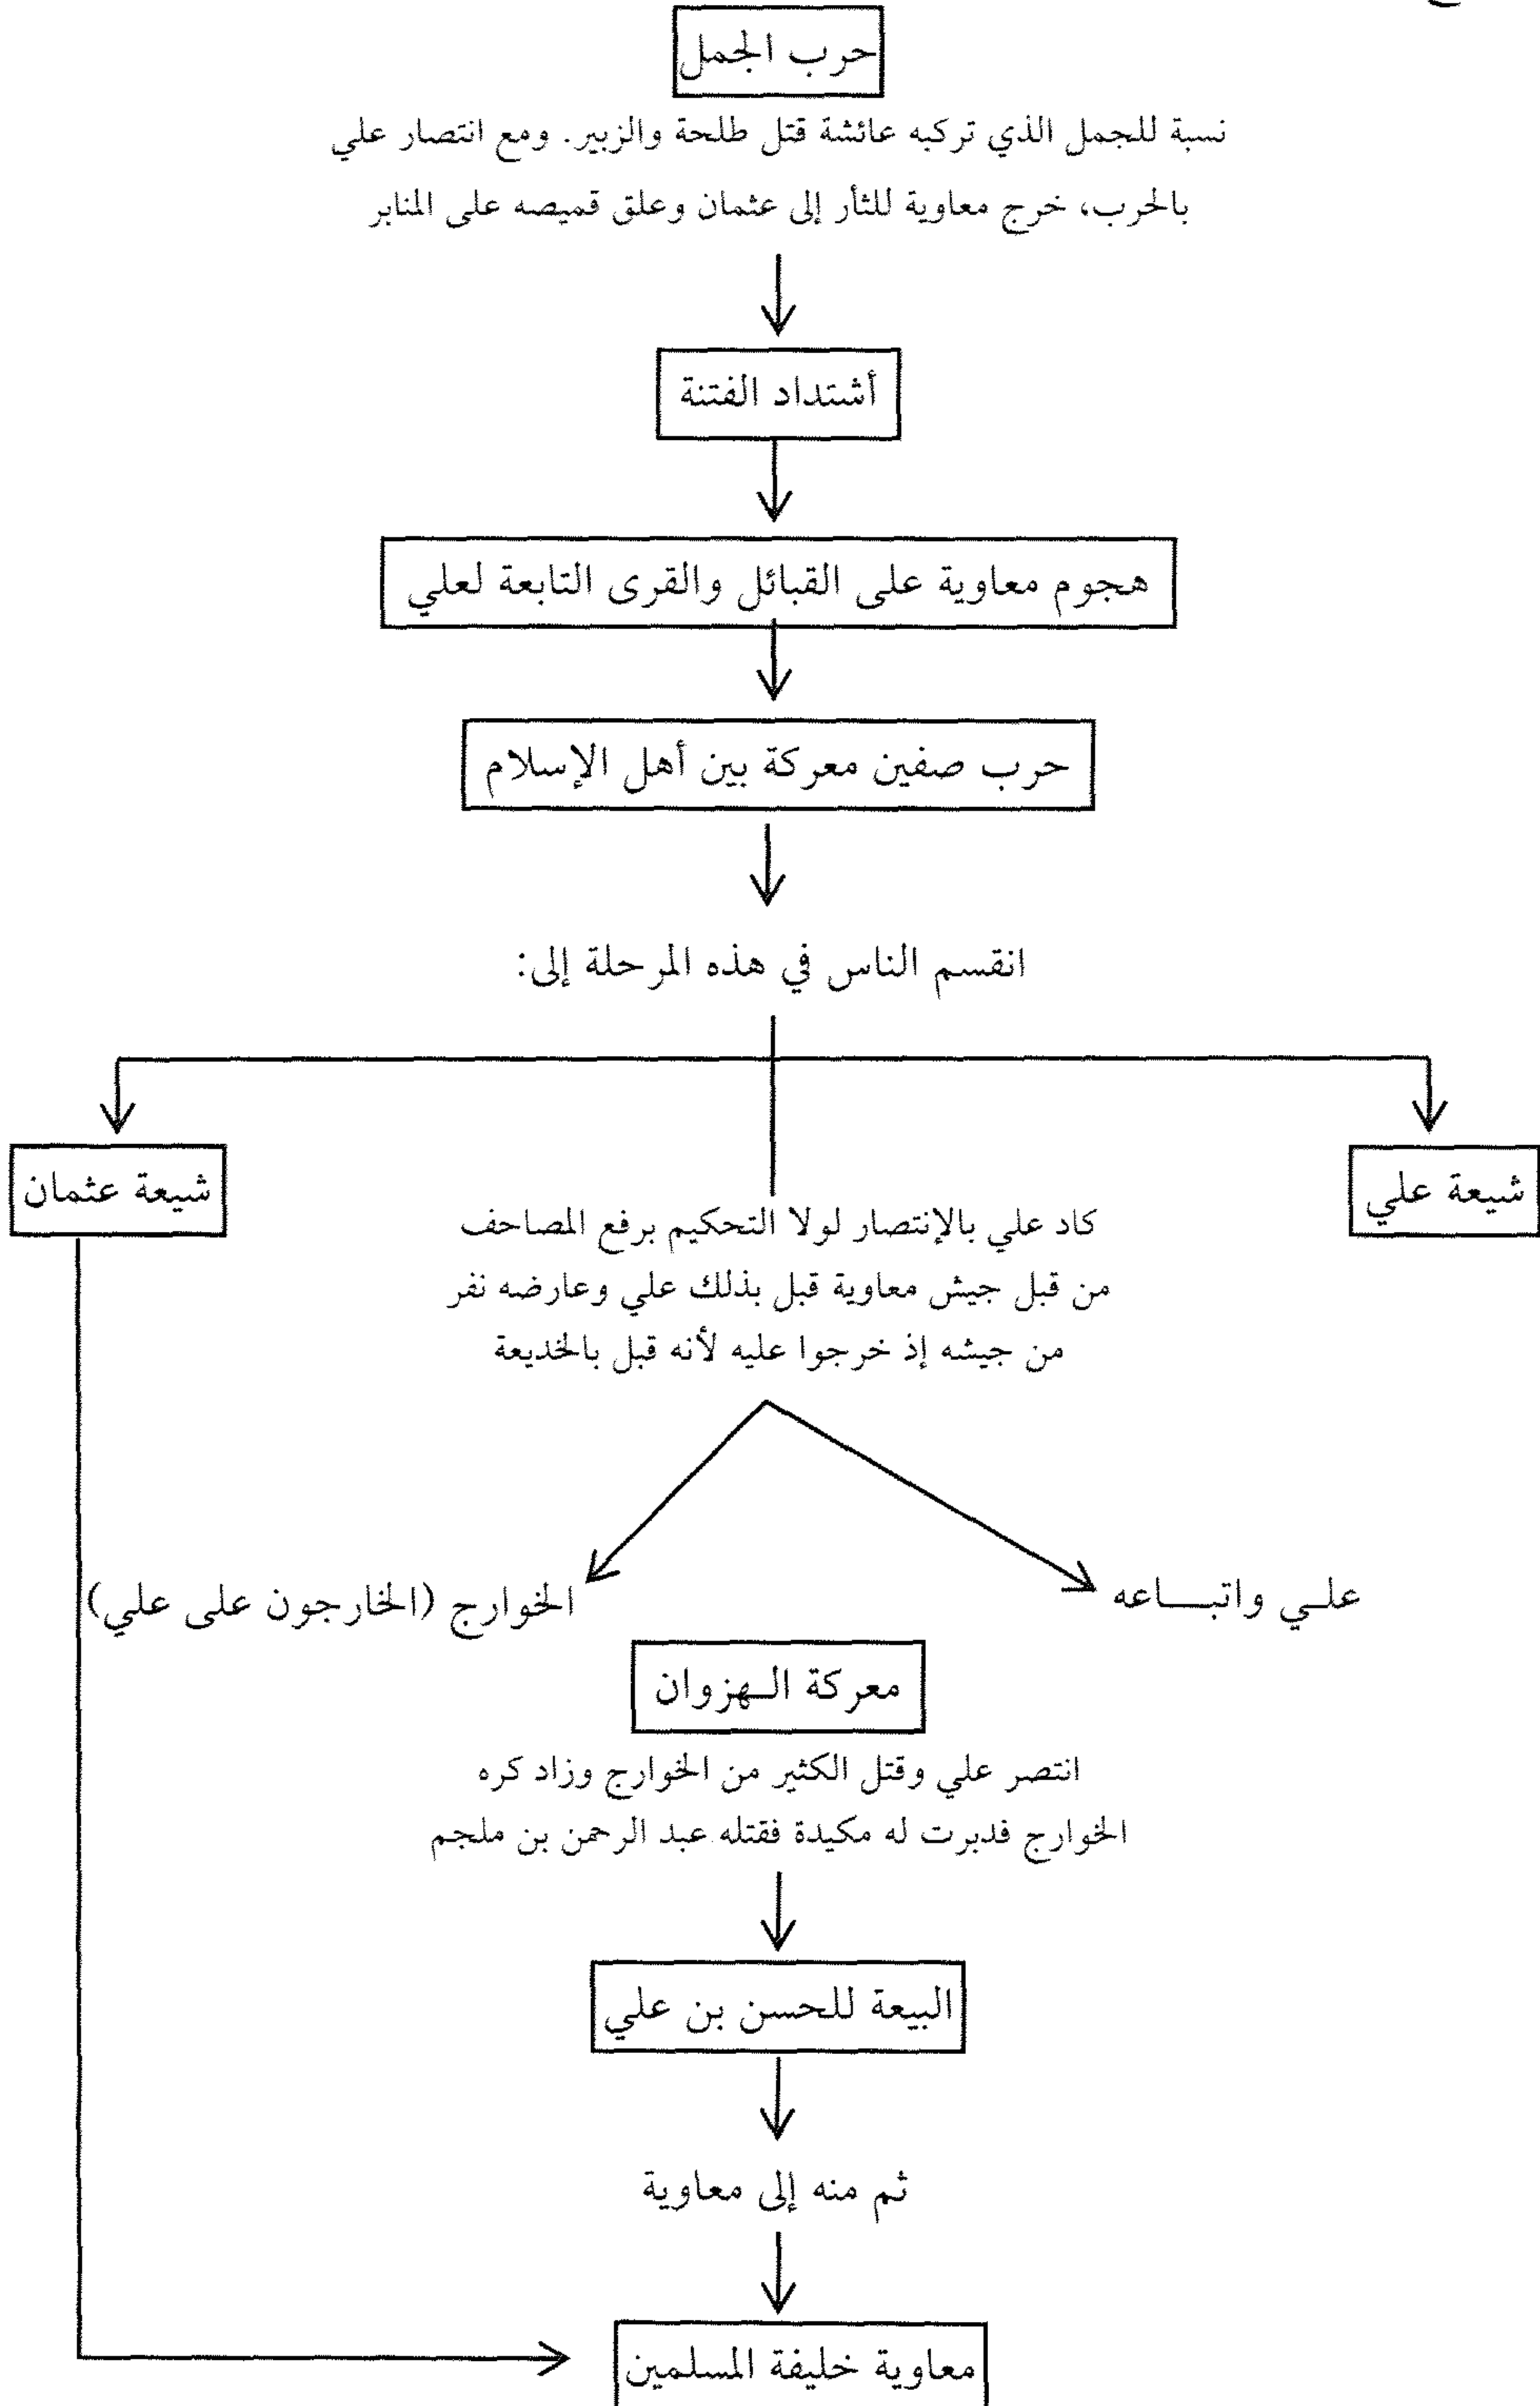 حرب الجمل
نسبة للجمل الذي تركبه عائشة قتل طلحة والزبير. ومع انتصار علي
بالحرب، خرج معاوية للثأر إلى عثمان وعلق قميصه على المنابر
أشتداد الفتنة
هجوم معاوية على القبائل والقرى التابعة لعلي
حرب صفين معركة بين أهل الإسلام
انقسم الناس في هذه المرحلة إلى:
شيعة علي
شيعة عثمان
كاد علي بالإنتصار لولا التحكيم برفع المصاحف
من قبل جيش معاوية قبل بذلك علي وعارضه نفر
من جيشه إذ خرجوا عليه لأنه قبل بالخديعة
علـي واتبـــاعه
الخوارج (الخارجون على علي)
معركة الـهزوان
انتصر علي وقتل الكثير من الخوارج وزاد كره
الخوارج فدبرت له مكيدة فقتله عبد الرحمن بن ملجم
البيعة للحسن بن علي
ثم منه إلى معاوية
معاوية خليفة المسلمين